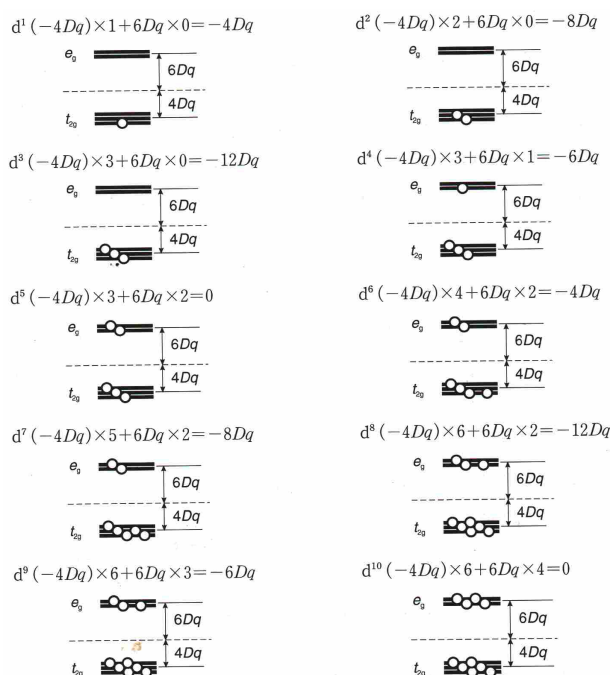 d¹ (−4Dq)×1+6Dq×0=−4Dq
e_g
6Dq
4Dq
t_2g
d² (−4Dq)×2+6Dq×0=−8Dq
e_g
6Dq
4Dq
t_2g
d³ (−4Dq)×3+6Dq×0=−12Dq
e_g
6Dq
4Dq
t_2g
d⁴ (−4Dq)×3+6Dq×1=−6Dq
e_g
6Dq
4Dq
t_2g
d⁵ (−4Dq)×3+6Dq×2=0
e_g
6Dq
4Dq
t_2g
d⁶ (−4Dq)×4+6Dq×2=−4Dq
e_g
6Dq
4Dq
t_2g
d⁷ (−4Dq)×5+6Dq×2=−8Dq
e_g
6Dq
4Dq
t_2g
d⁸ (−4Dq)×6+6Dq×2=−12Dq
e_g
6Dq
4Dq
t_2g
d⁹ (−4Dq)×6+6Dq×3=−6Dq
e_g
6Dq
4Dq
t_2g
d¹⁰ (−4Dq)×6+6Dq×4=0
e_g
6Dq
4Dq
t_2g